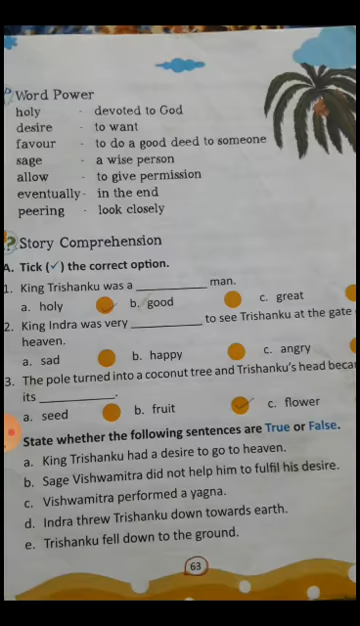 Word Power
holy - devoted to God
desire - to want
favour - to do a good deed to someone
sage - a wise person
allow - to give permission
eventually - in the end
peering - look closely
? Story Comprehension
A. Tick (✓) the correct option.
1. King Trishanku was a __________ man.
a. holy b. good c. great
2. King Indra was very __________ to see Trishanku at the gate
heaven.
a. sad b. happy c. angry
3. The pole turned into a coconut tree and Trishanku's head beca
its __________.
a. seed b. fruit c. flower
State whether the following sentences are True or False.
a. King Trishanku had a desire to go to heaven.
b. Sage Vishwamitra did not help him to fulfil his desire.
c. Vishwamitra performed a yagna.
d. Indra threw Trishanku down towards earth.
e. Trishanku fell down to the ground.
63